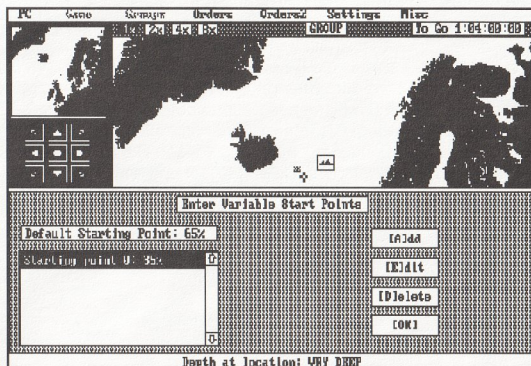 PC Game Groups Orders Orders2 Settings Misc
1x 2x 4x 8x GROUP To Go 1:04:00:00
Enter Variable Start Points
Default Starting Point: 65%
Starting point 0: 35%
[A]dd
[E]dit
[D]elete
[OK]
Depth at location: VRY DEEP